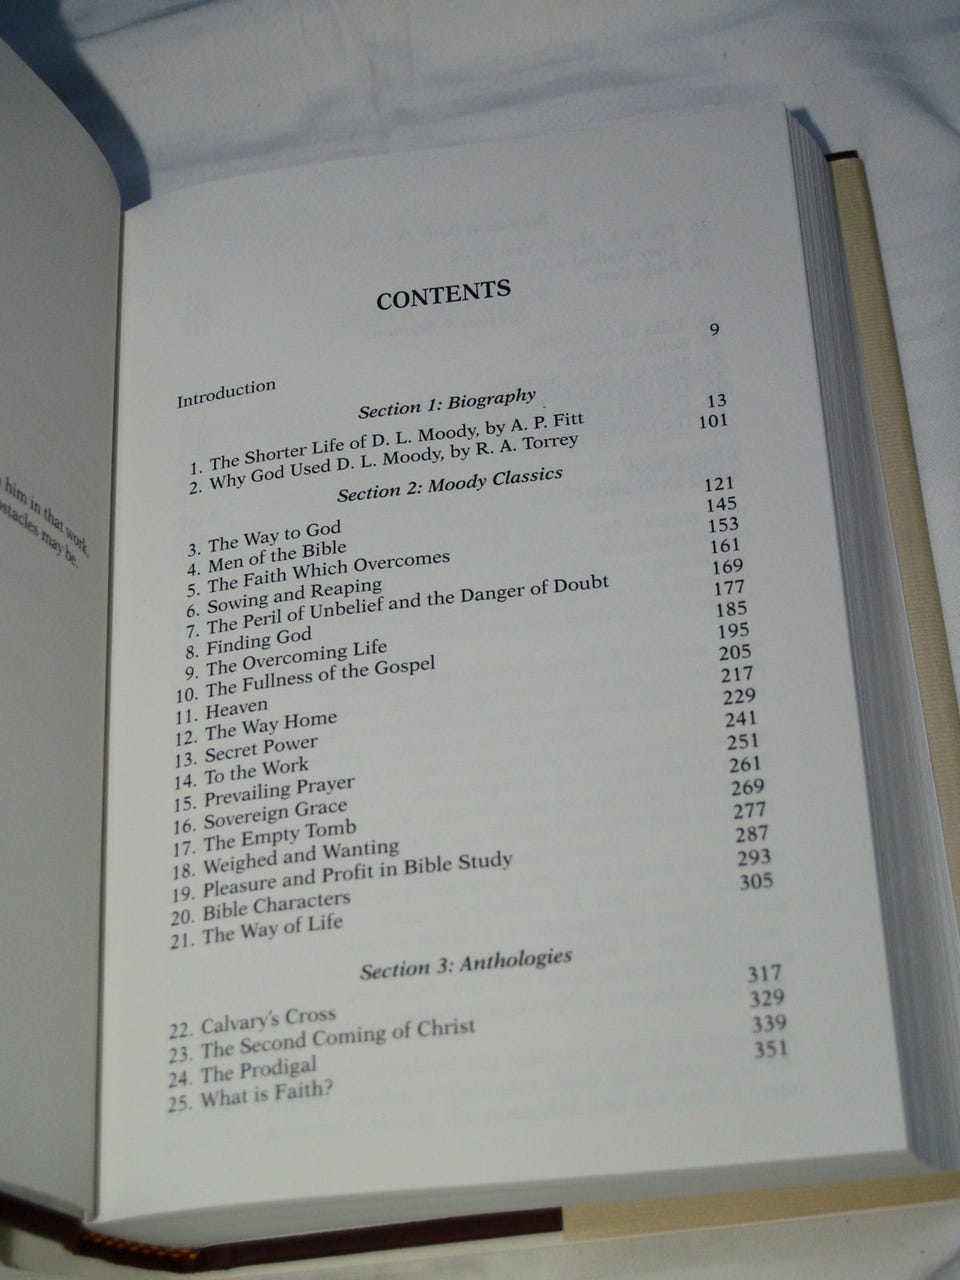 him in that work,
stacles may be.
CONTENTS
Introduction 9
Section 1: Biography
1. The Shorter Life of D. L. Moody, by A. P. Fitt 13
2. Why God Used D. L. Moody, by R. A. Torrey 101
Section 2: Moody Classics
3. The Way to God 121
4. Men of the Bible 145
5. The Faith Which Overcomes 153
6. Sowing and Reaping 161
7. The Peril of Unbelief and the Danger of Doubt 169
8. Finding God 177
9. The Overcoming Life 185
10. The Fullness of the Gospel 195
11. Heaven 205
12. The Way Home 217
13. Secret Power 229
14. To the Work 241
15. Prevailing Prayer 251
16. Sovereign Grace 261
17. The Empty Tomb 269
18. Weighed and Wanting 277
19. Pleasure and Profit in Bible Study 287
20. Bible Characters 293
21. The Way of Life 305
Section 3: Anthologies
22. Calvary's Cross 317
23. The Second Coming of Christ 329
24. The Prodigal 339
25. What is Faith? 351